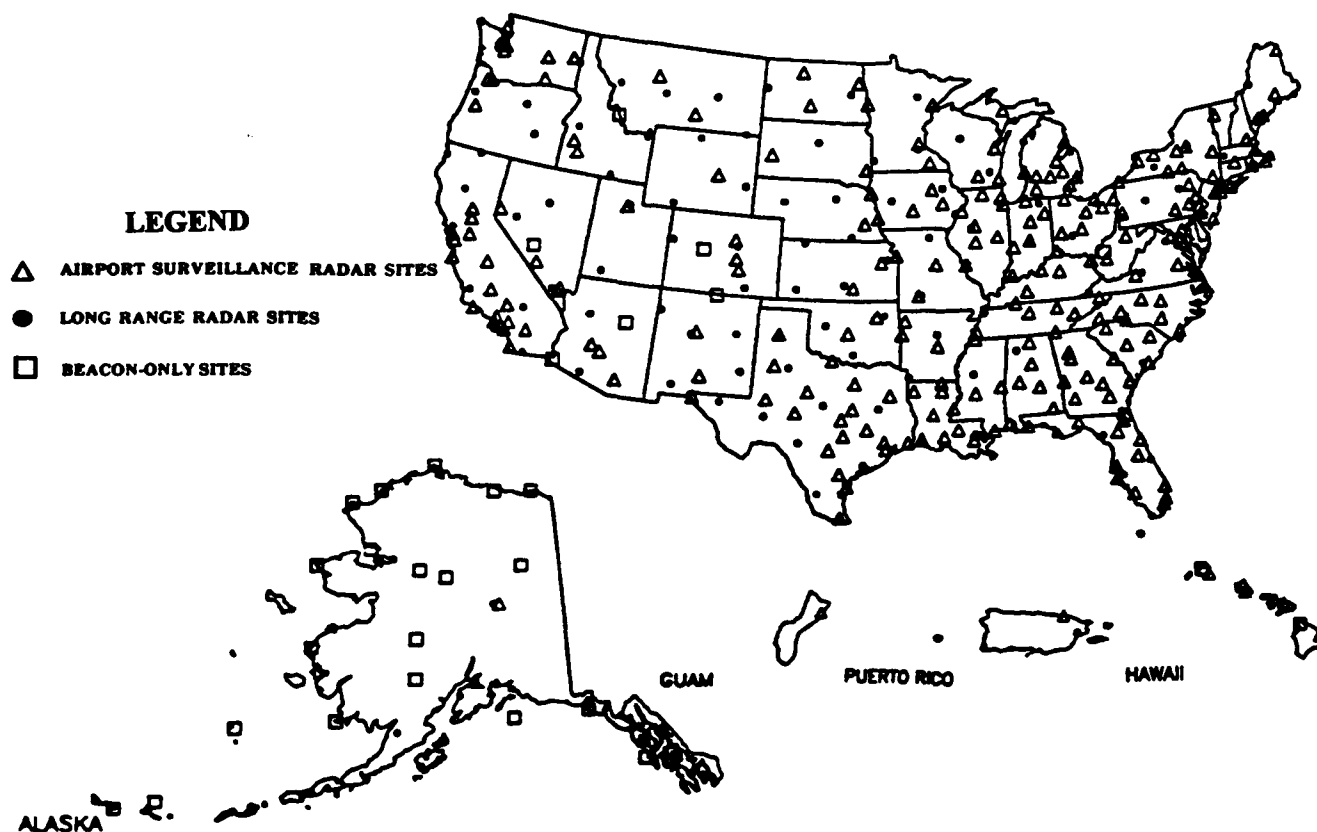 LEGEND
AIRPORT SURVEILLANCE RADAR SITES
LONG RANGE RADAR SITES
BEACON-ONLY SITES
GUAM
PUERTO RICO
HAWAII
ALASKA